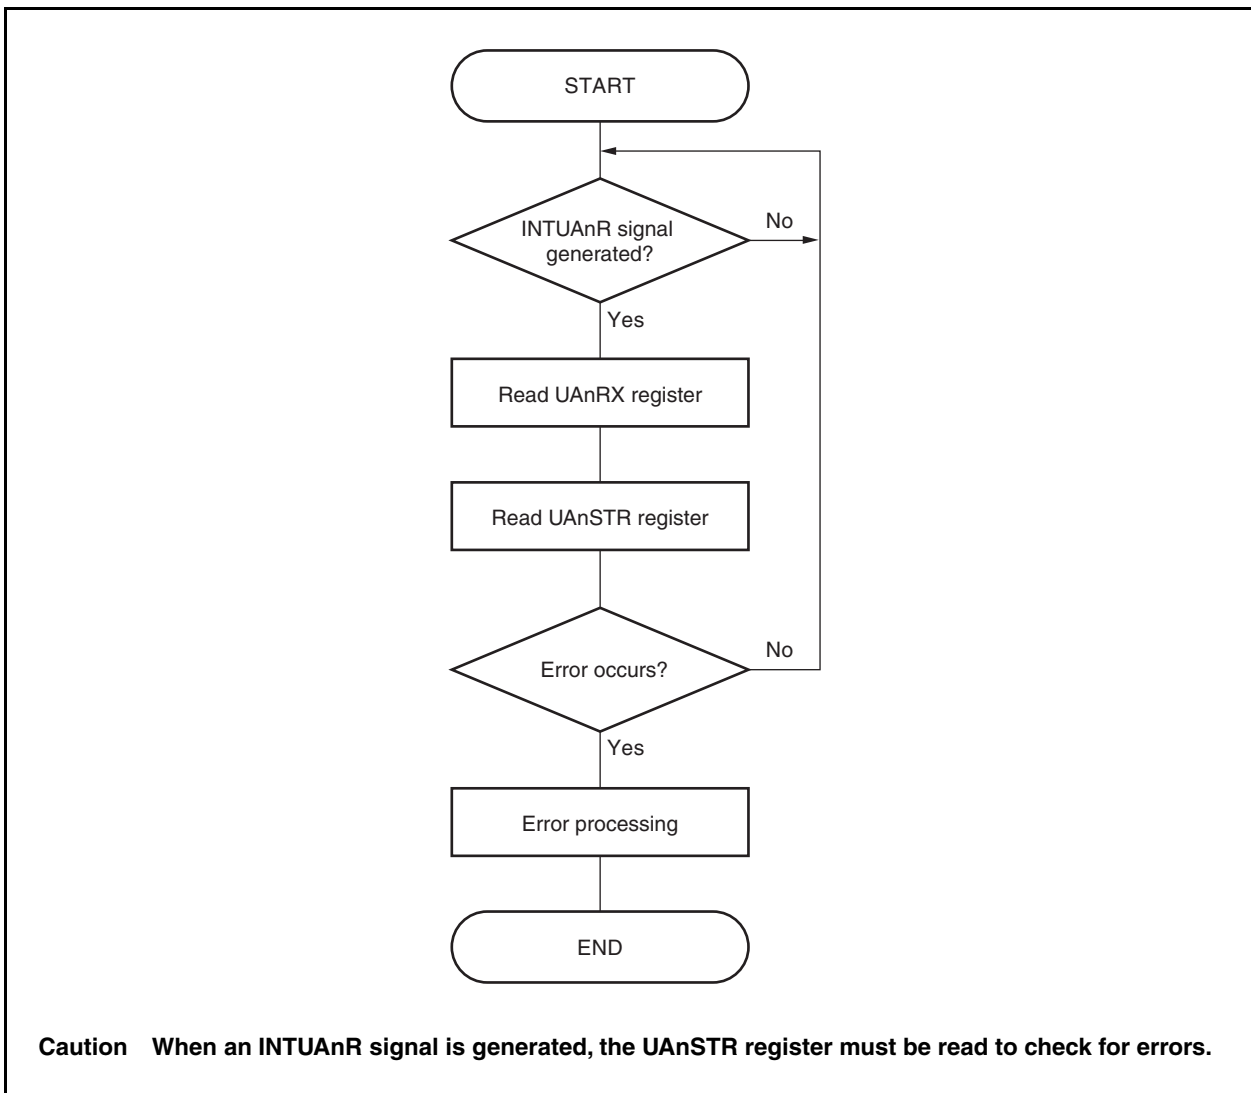 START
INTUAnR signal
generated?
No
Yes
Read UAnRX register
Read UAnSTR register
Error occurs?
No
Yes
Error processing
END
Caution When an INTUAnR signal is generated, the UAnSTR register must be read to check for errors.